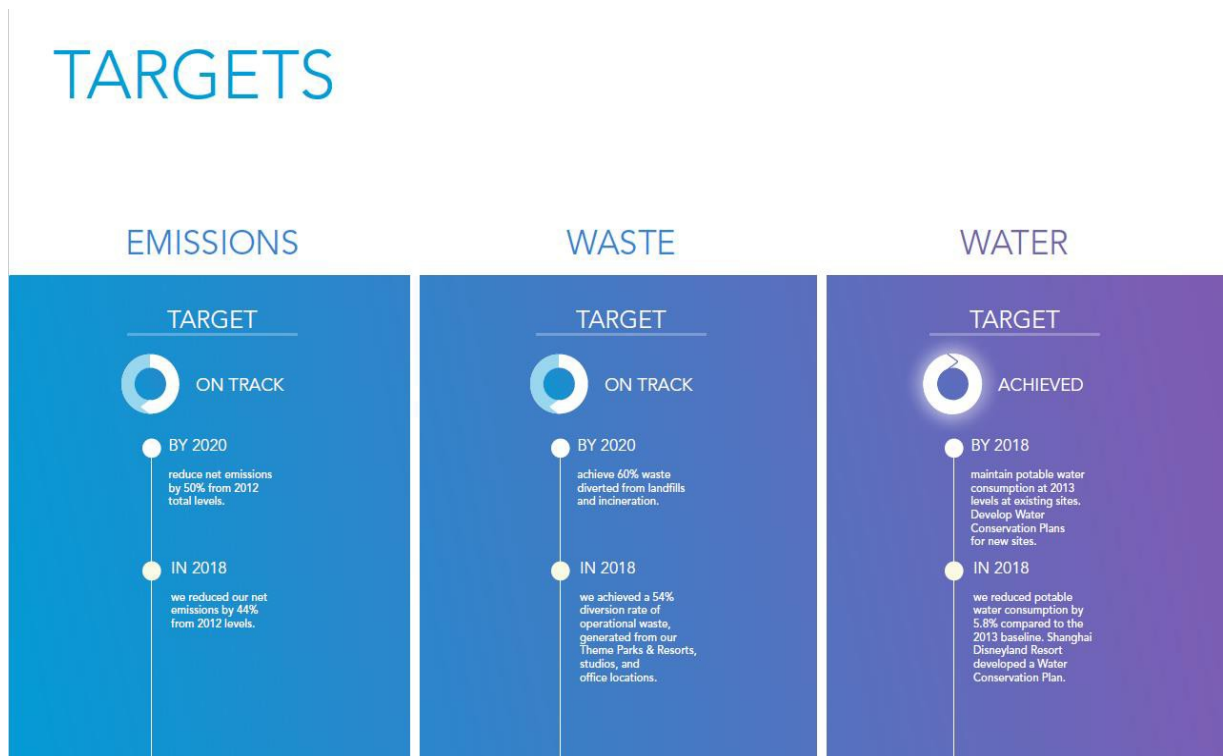 TARGETS
EMISSIONS
TARGET
ON TRACK
BY 2020
reduce net emissions
by 50% from 2012
total levels.
IN 2018
we reduced our net
emissions by 44%
from 2012 levels.
WASTE
TARGET
ON TRACK
BY 2020
achieve 60% waste
diverted from landfills
and incineration.
IN 2018
we achieved a 54%
diversion rate of
operational waste,
generated from our
Theme Parks & Resorts,
studios, and
office locations.
WATER
TARGET
ACHIEVED
BY 2018
maintain potable water
consumption at 2013
levels at existing sites.
Develop Water
Conservation Plans
for new sites.
IN 2018
we reduced potable
water consumption by
5.8% compared to the
2013 baseline. Shanghai
Disneyland Resort
developed a Water
Conservation Plan.